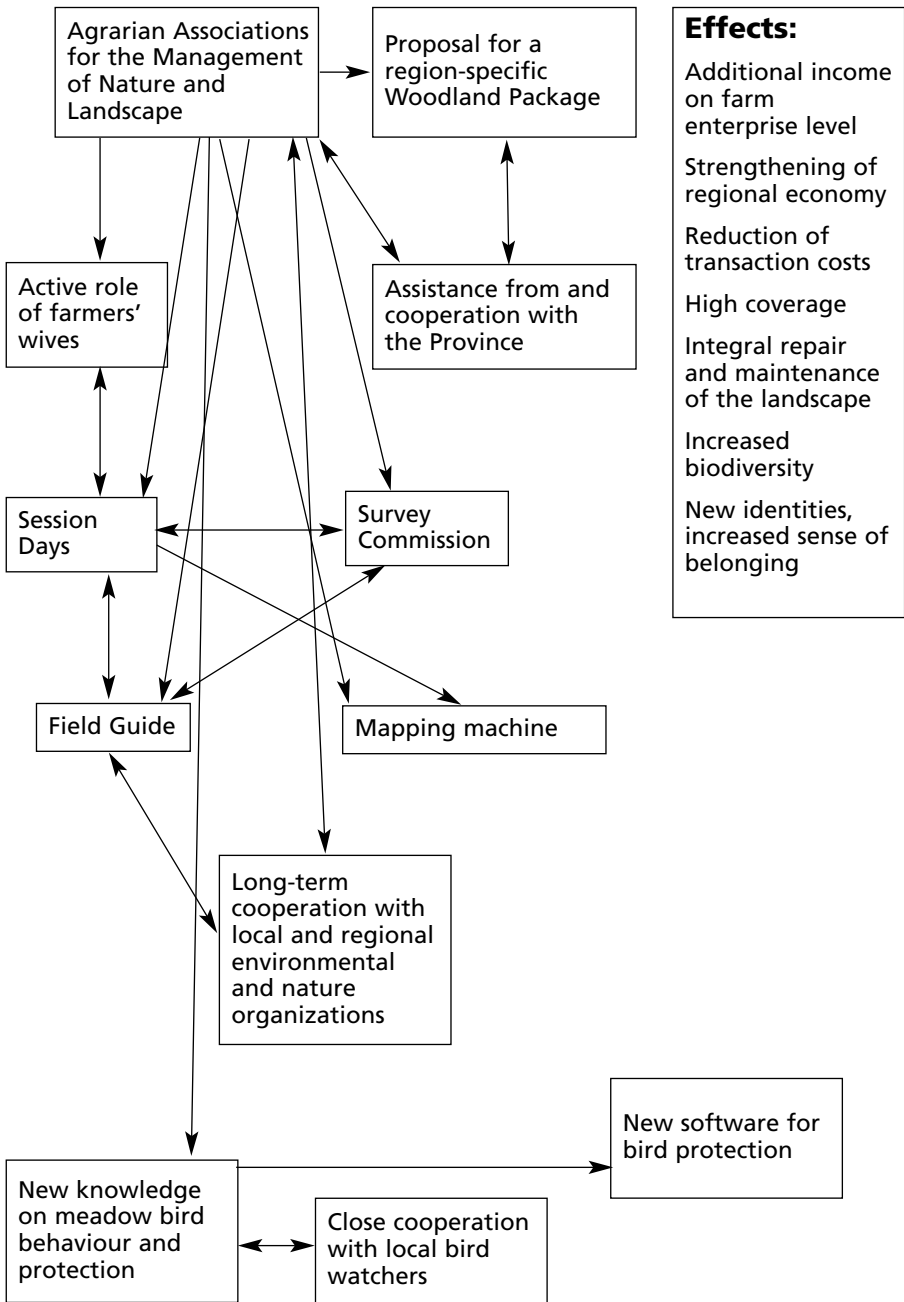 Agrarian Associations
for the Management
of Nature and
Landscape
Proposal for a
region-specific
Woodland Package
Effects:
Additional income
on farm
enterprise level
Strengthening of
regional economy
Reduction of
transaction costs
High coverage
Integral repair
and maintenance
of the landscape
Increased
biodiversity
New identities,
increased sense of
belonging
Active role
of farmers’
wives
Assistance from and
cooperation with
the Province
Session
Days
Survey
Commission
Field Guide
Mapping machine
Long-term
cooperation with
local and regional
environmental
and nature
organizations
New software for
bird protection
New knowledge
on meadow bird
behaviour and
protection
Close cooperation
with local bird
watchers